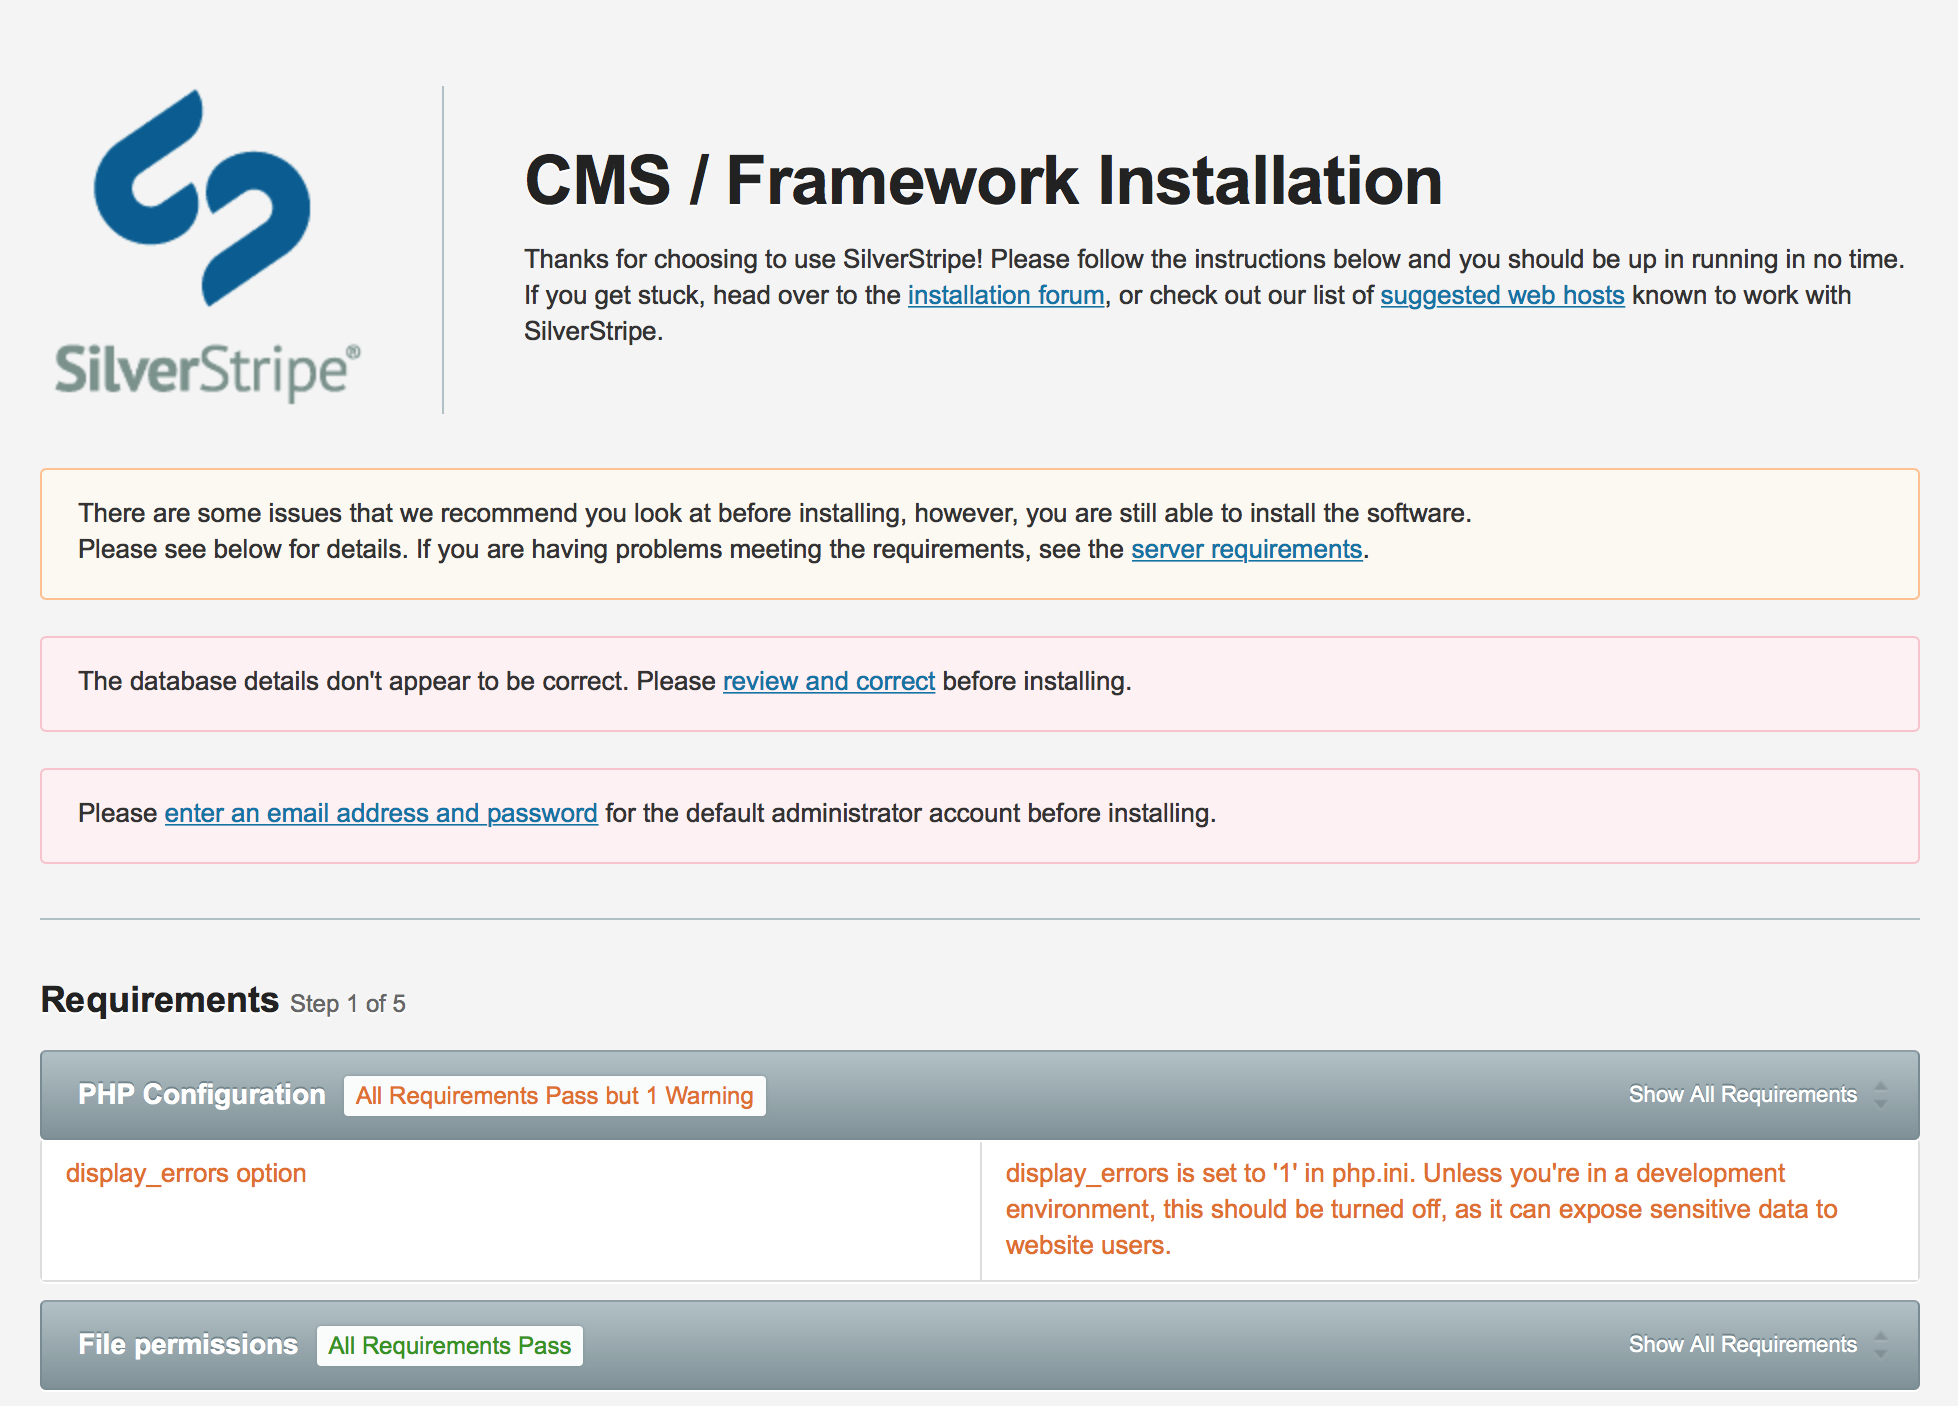 SilverStripe®
CMS / Framework Installation
Thanks for choosing to use SilverStripe! Please follow the instructions below and you should be up in running in no time.
If you get stuck, head over to the installation forum, or check out our list of suggested web hosts known to work with
SilverStripe.
There are some issues that we recommend you look at before installing, however, you are still able to install the software.
Please see below for details. If you are having problems meeting the requirements, see the server requirements.
The database details don't appear to be correct. Please review and correct before installing.
Please enter an email address and password for the default administrator account before installing.
Requirements Step 1 of 5
PHP Configuration All Requirements Pass but 1 Warning Show All Requirements
display_errors option
display_errors is set to '1' in php.ini. Unless you're in a development
environment, this should be turned off, as it can expose sensitive data to
website users.
File permissions All Requirements Pass Show All Requirements